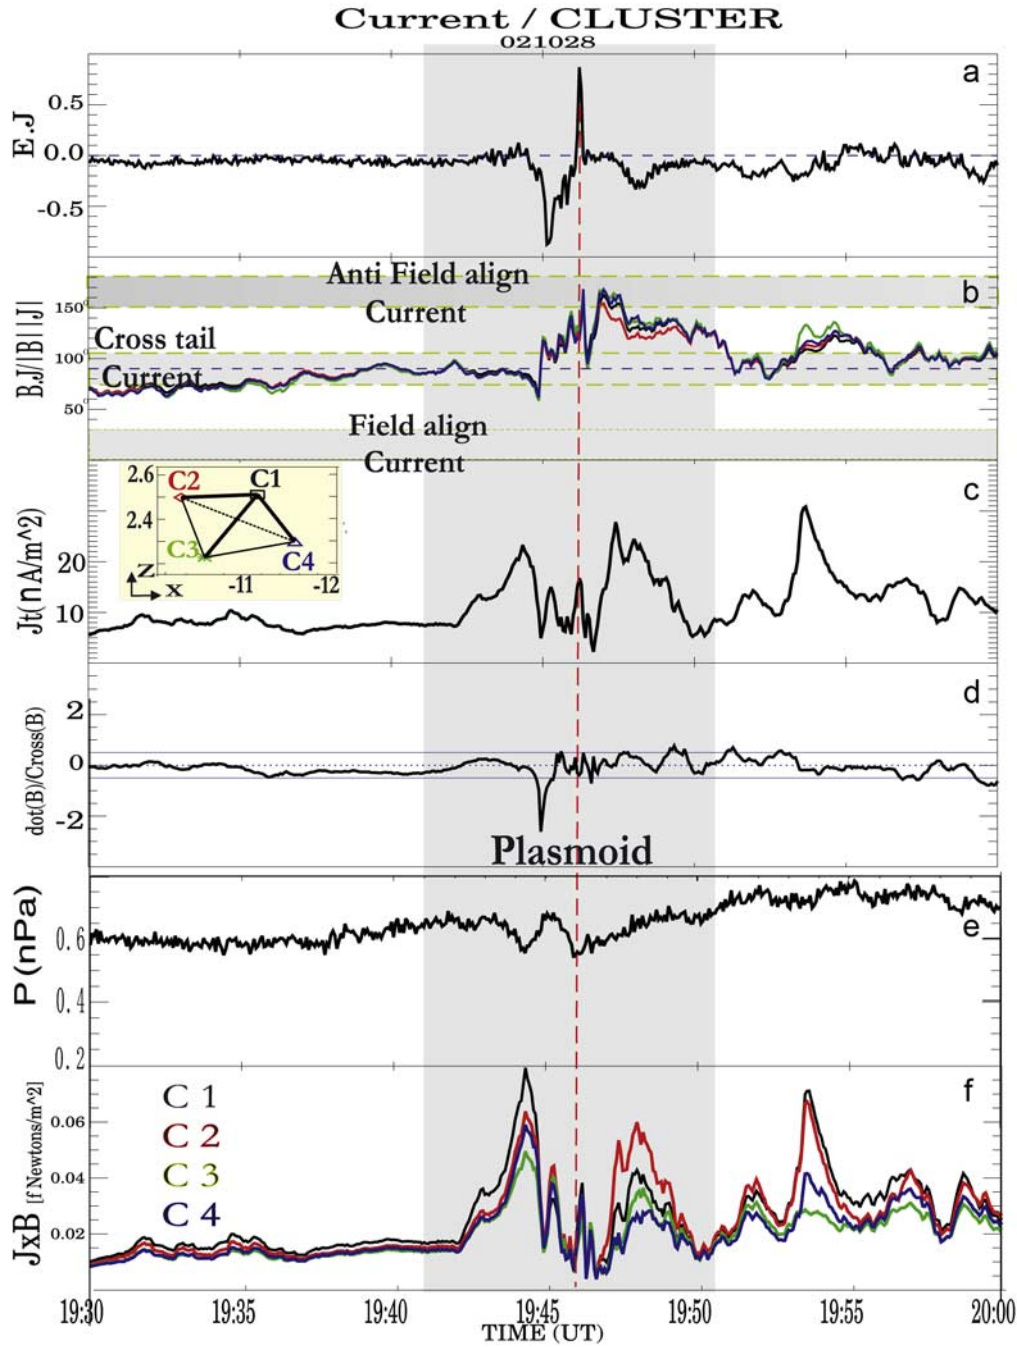 Current / CLUSTER
021028
a
E.J
0.5
0.0
-0.5
b
B.J/|B||J|
Anti Field align
Current
150°
Cross tail
100°
Current
50°
Field align
Current
c
Jt(nA/m^2)
20
10
2.6
2.4
C2
C1
C3
C4
Z
X
-11
-12
d
dot(B)/Cross(B)
2
0
-2
Plasmoid
e
P(nPa)
0.6
0.4
0.2
f
JxB [f Newtons/m^2]
0.06
0.04
0.02
C 1
C 2
C 3
C 4
19:30 19:35 19:40 19:45 19:50 19:55 20:00
TIME (UT)